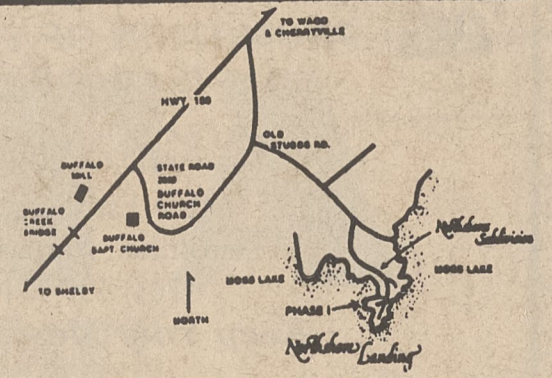 TO WACO
& CHERRYVILLE
HWY. 150
OLD
STUBBS RD.
BUFFALO
MILL
STATE ROAD
BUFFALO
CHURCH
ROAD
BUFFALO
CREEK
BRIDGE
BUFFALO
BAPT. CHURCH
Northshore
Subdivision
TO SHELBY
MOSS LAKE
MOSS LAKE
NORTH
PHASE I
Northshore Landing